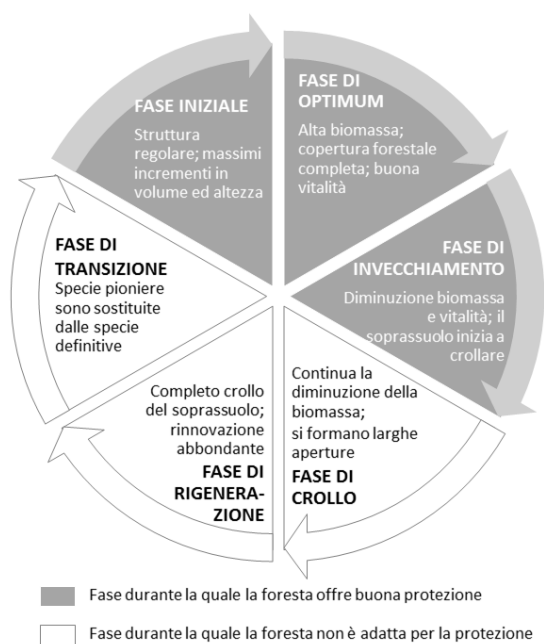 FASE INIZIALE
Struttura
regolare; massimi
incrementi in
volume ed altezza
FASE DI
OPTIMUM
Alta biomassa;
copertura forestale
completa; buona
vitalità
FASE DI
INVECCHIAMENTO
Diminuzione biomassa
e vitalità; il
soprassuolo inizia a
crollare
Continua la
diminuzione della
biomassa;
si formano larghe
aperture
FASE DI
CROLLO
Completo crollo
del soprassuolo;
rinnovazione
abbondante
FASE DI
RIGENERA-
ZIONE
FASE DI
TRANSIZIONE
Specie pioniere
sono sostituite
dalle specie
definitive
Fase durante la quale la foresta offre buona protezione
Fase durante la quale la foresta non è adatta per la protezione